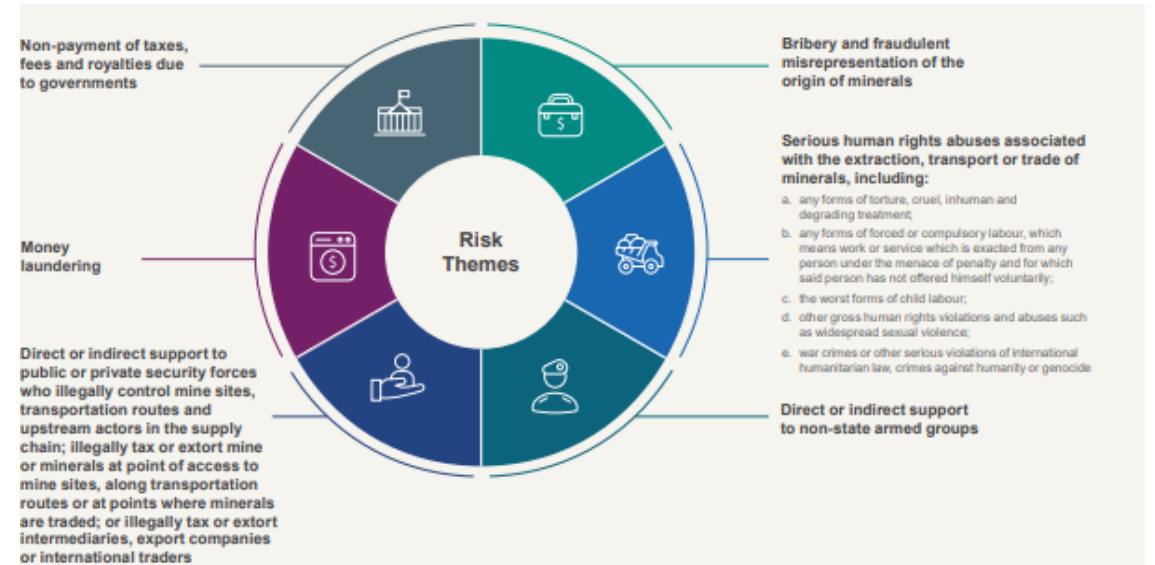 Non-payment of taxes,
fees and royalties due
to governments
Bribery and fraudulent
misrepresentation of the
origin of minerals
Serious human rights abuses associated
with the extraction, transport or trade of
minerals, including:
a. any forms of torture, cruel, inhuman and
degrading treatment;
b. any forms of forced or compulsory labour, which
means work or service which is exacted from any
person under the menace of penalty and for which
said person has not offered himself voluntarily;
c. the worst forms of child labour;
d. other gross human rights violations and abuses such
as widespread sexual violence;
e. war crimes or other serious violations of international
humanitarian law, crimes against humanity or genocide
Risk
Themes
Money
laundering
Direct or indirect support to
public or private security forces
who illegally control mine sites,
transportation routes and
upstream actors in the supply
chain; illegally tax or extort mine
or minerals at point of access to
mine sites, along transportation
routes or at points where minerals
are traded; or illegally tax or extort
intermediaries, export companies
or international traders
Direct or indirect support
to non-state armed groups
$
$